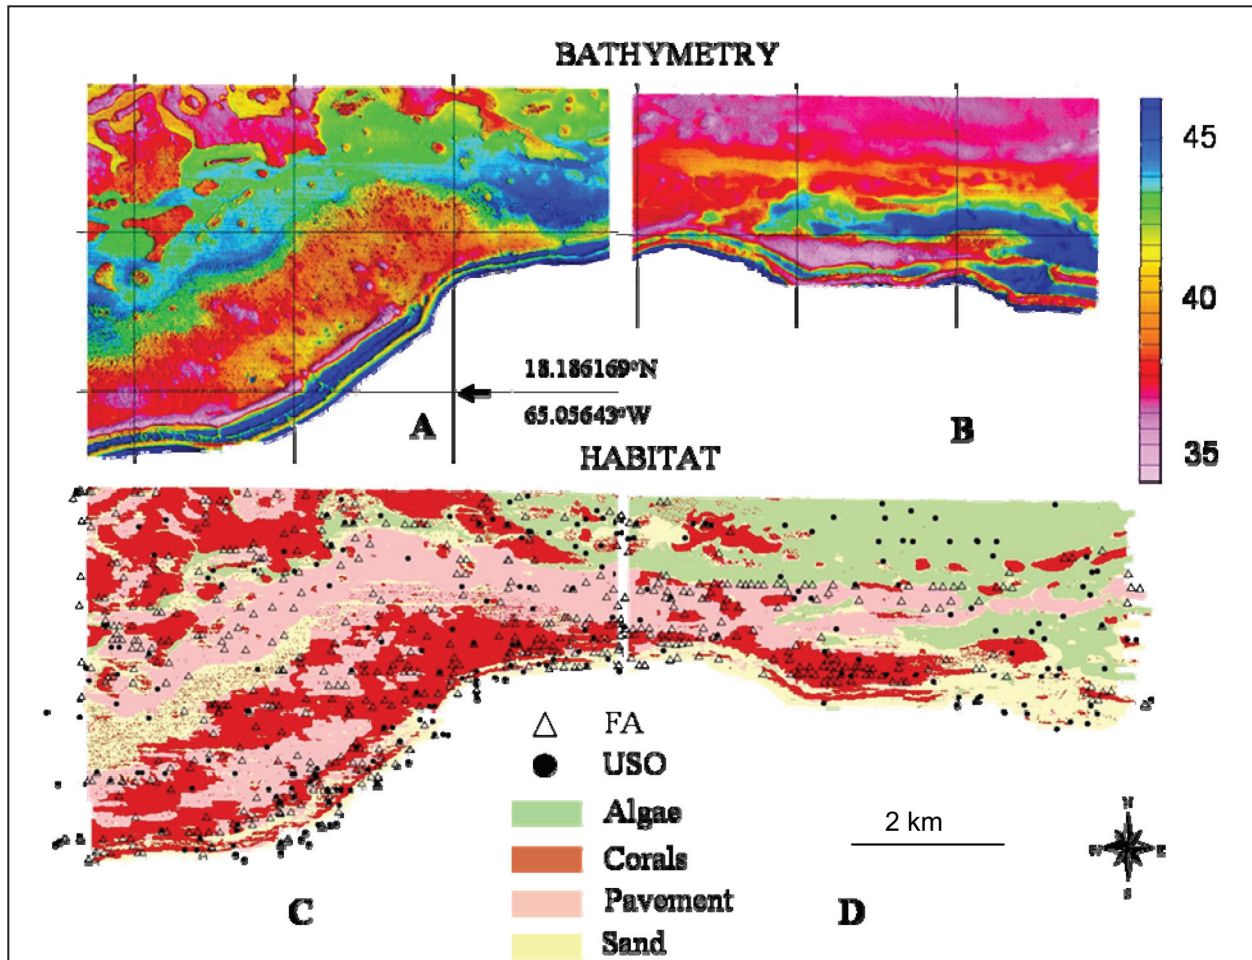 BATHYMETRY
45
40
35
18.186169°N
65.05643°W
A
B
HABITAT
FA
USO
Algae
Corals
Pavement
Sand
2 km
N
W
E
S
C
D